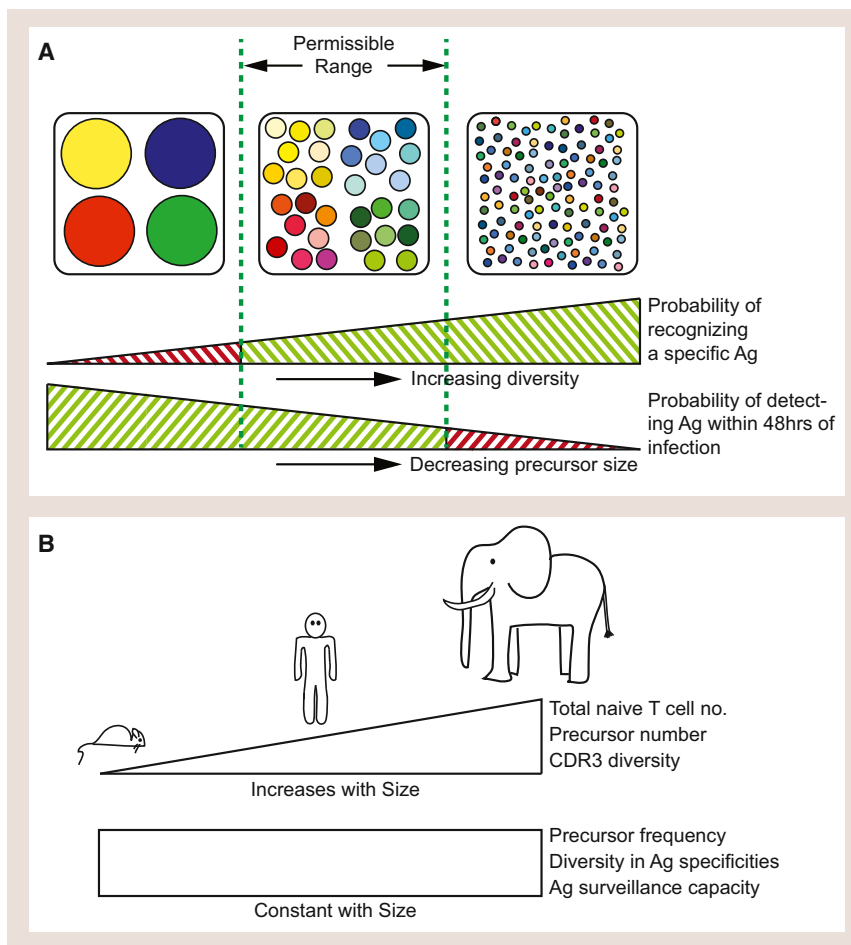 A
Permissible
Range
Probability of
recognizing
a specific Ag
Increasing diversity
Probability of detect-
ing Ag within 48hrs of
infection
Decreasing precursor size
B
Total naive T cell no.
Precursor number
CDR3 diversity
Increases with Size
Precursor frequency
Diversity in Ag specificities
Ag surveillance capacity
Constant with Size